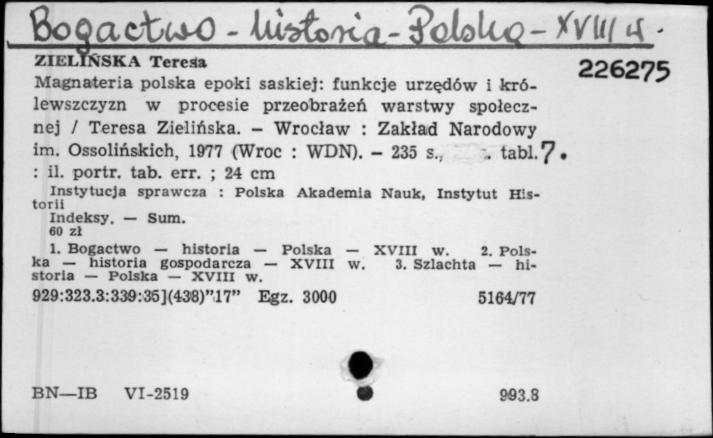 Bogactwo - historia - Polska - XVIII w.
ZIELIŃSKA Teresa
226275
Magnateria polska epoki saskiej: funkcje urzędów i kró-
lewszczyzn w procesie przeobrażeń warstwy społecz-
nej / Teresa Zielińska. — Wrocław : Zakład Narodowy
im. Ossolińskich, 1977 (Wroc : WDN). — 235 s., . tabl. 7.
: il. portr. tab. err. ; 24 cm
Instytucja sprawcza : Polska Akademia Nauk, Instytut His-
torii
Indeksy. — Sum.
60 zł
1. Bogactwo — historia — Polska — XVIII w. 2. Pols-
ka — historia gospodarcza — XVIII w. 3. Szlachta — hi-
storia — Polska — XVIII w.
929:323.3:339:35](438)"17" Egz. 3000 5164/77
BN—IB VI-2519 993.8